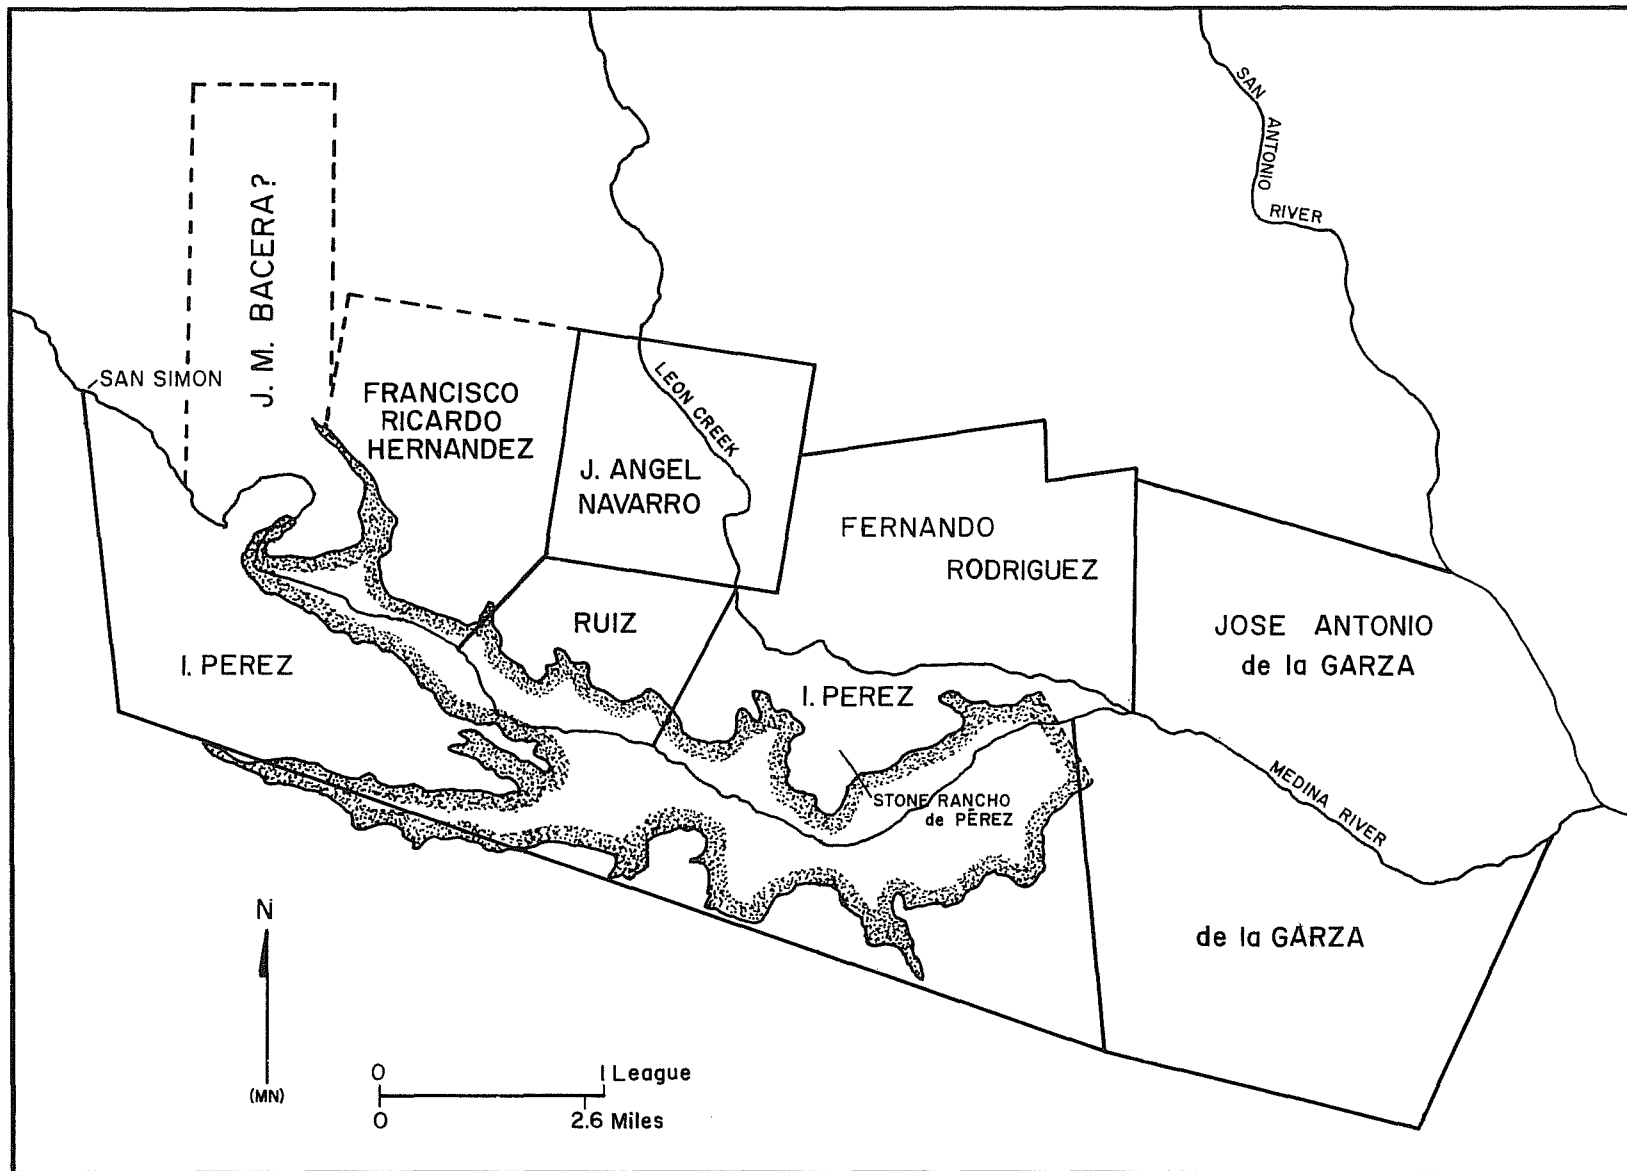 SAN
ANTONIO
RIVER
J. M. BACERA?
SAN SIMON
FRANCISCO
RICARDO
HERNANDEZ
LEON CREEK
J. ANGEL
NAVARRO
FERNANDO
RODRIGUEZ
RUIZ
JOSE ANTONIO
de la GARZA
I. PEREZ
I. PEREZ
STONE RANCHO
de PÉREZ
MEDINA RIVER
de la GARZA
N
(MN)
0 1 League
0 2.6 Miles